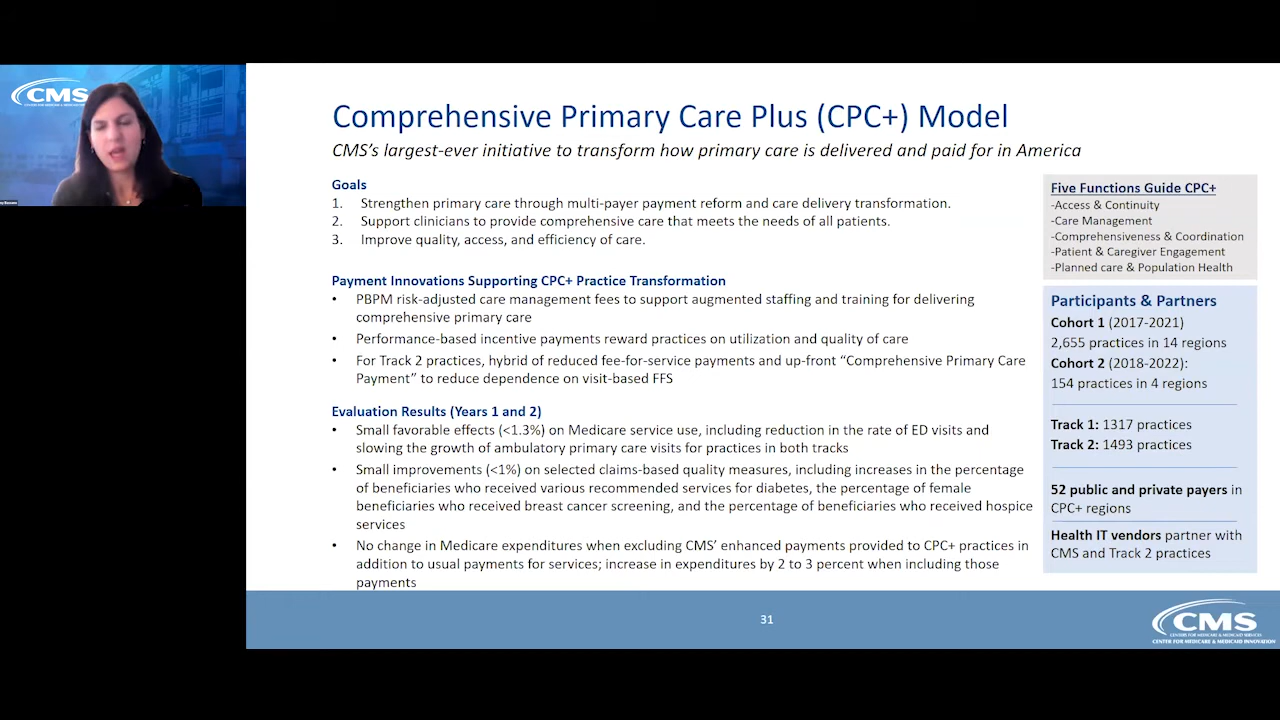 CMS
Comprehensive Primary Care Plus (CPC+) Model
CMS’s largest-ever initiative to transform how primary care is delivered and paid for in America
Goals
1. Strengthen primary care through multi-payer payment reform and care delivery transformation.
2. Support clinicians to provide comprehensive care that meets the needs of all patients.
3. Improve quality, access, and efficiency of care.
Payment Innovations Supporting CPC+ Practice Transformation
• PBPM risk-adjusted care management fees to support augmented staffing and training for delivering
comprehensive primary care
• Performance-based incentive payments reward practices on utilization and quality of care
• For Track 2 practices, hybrid of reduced fee-for-service payments and up-front “Comprehensive Primary Care
Payment” to reduce dependence on visit-based FFS
Evaluation Results (Years 1 and 2)
• Small favorable effects (<1.3%) on Medicare service use, including reduction in the rate of ED visits and
slowing the growth of ambulatory primary care visits for practices in both tracks
• Small improvements (<1%) on selected claims-based quality measures, including increases in the percentage
of beneficiaries who received various recommended services for diabetes, the percentage of female
beneficiaries who received breast cancer screening, and the percentage of beneficiaries who received hospice
services
• No change in Medicare expenditures when excluding CMS’ enhanced payments provided to CPC+ practices in
addition to usual payments for services; increase in expenditures by 2 to 3 percent when including those
payments
Five Functions Guide CPC+
-Access & Continuity
-Care Management
-Comprehensiveness & Coordination
-Patient & Caregiver Engagement
-Planned care & Population Health
Participants & Partners
Cohort 1 (2017-2021)
2,655 practices in 14 regions
Cohort 2 (2018-2022):
154 practices in 4 regions
Track 1: 1317 practices
Track 2: 1493 practices
52 public and private payers in
CPC+ regions
Health IT vendors partner with
CMS and Track 2 practices
31
CMS
CENTERS FOR MEDICARE & MEDICAID SERVICES
CENTER FOR MEDICARE & MEDICAID INNOVATION